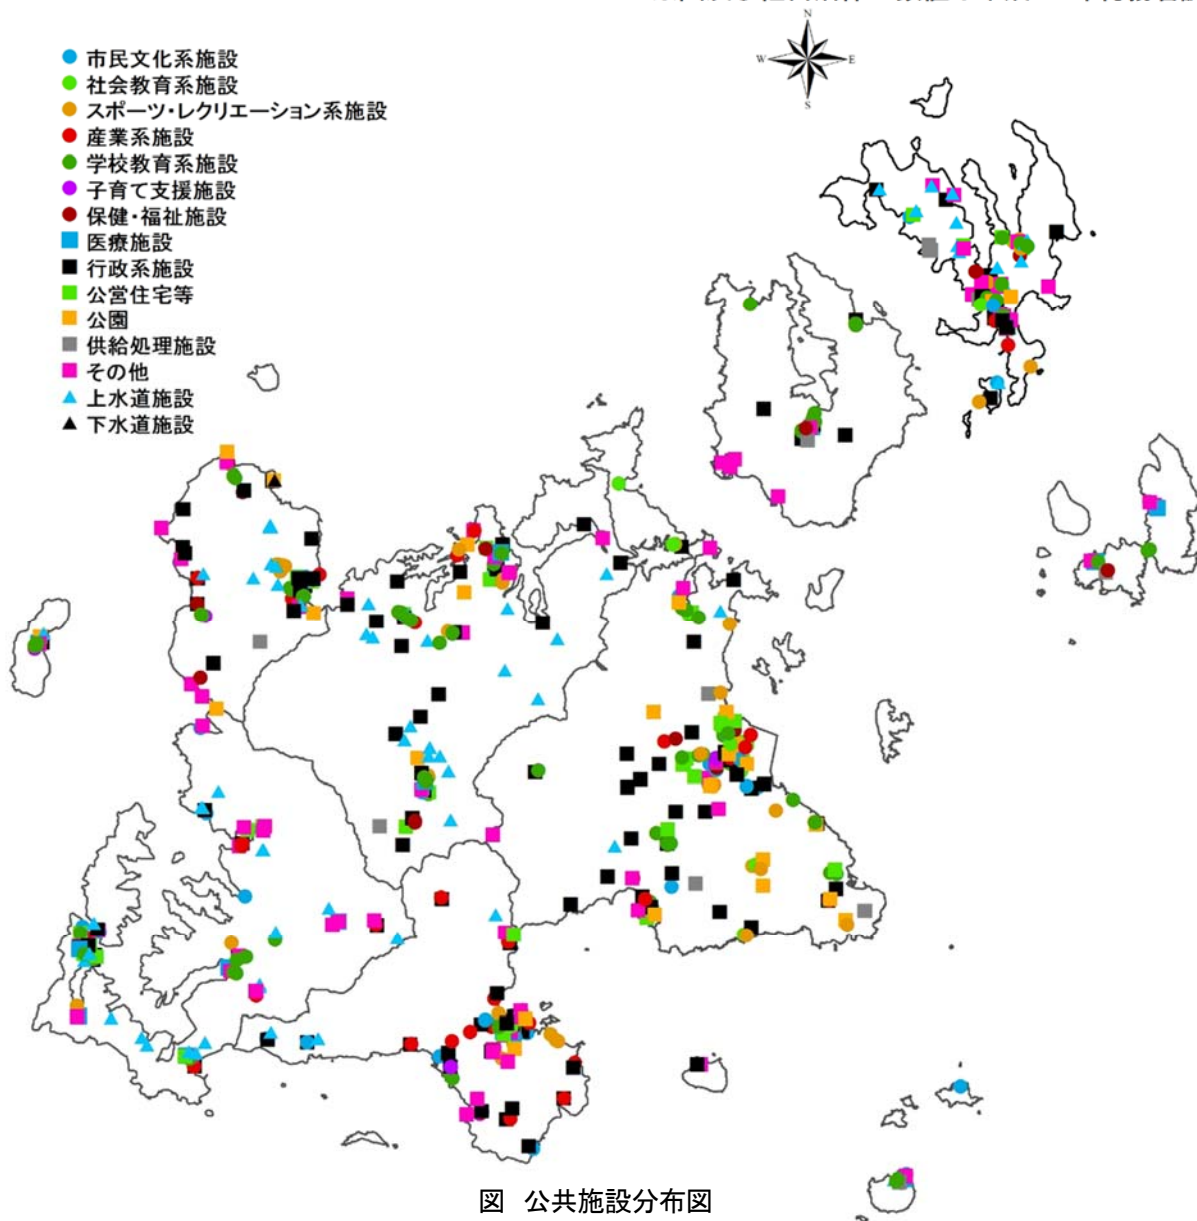 N
W
E
S
市民文化系施設
社会教育系施設
スポーツ・レクリエーション系施設
産業系施設
学校教育系施設
子育て支援施設
保健・福祉施設
医療施設
行政系施設
公営住宅等
公園
供給処理施設
その他
上水道施設
下水道施設
図 公共施設分布図